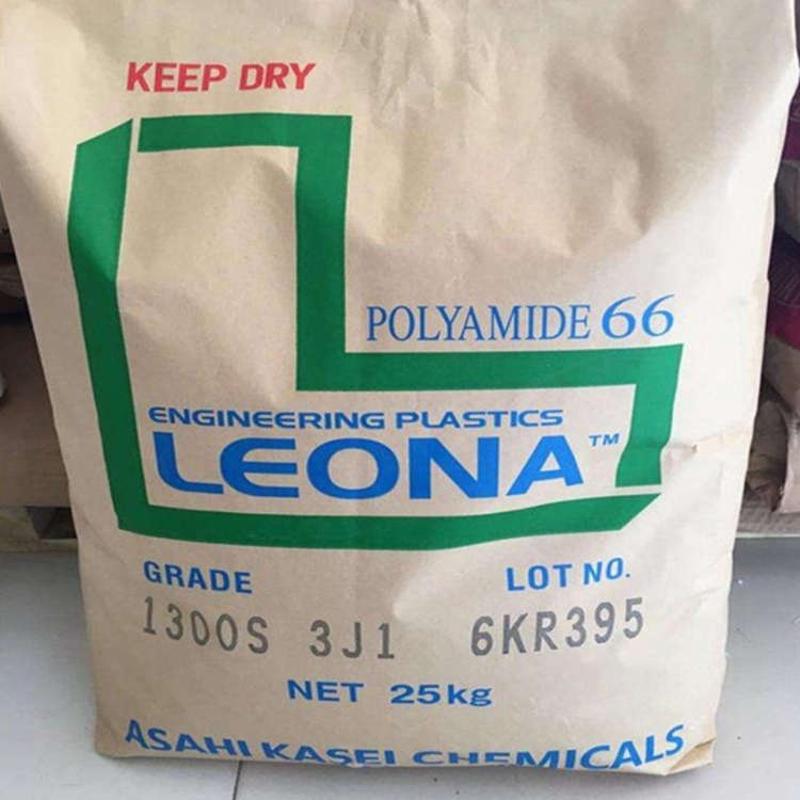 KEEP DRY
POLYAMIDE 66
ENGINEERING PLASTICS
LEONA™
GRADE LOT NO.
1300S 3J1 6KR395
NET 25kg
ASAHI KASEI CHEMICALS